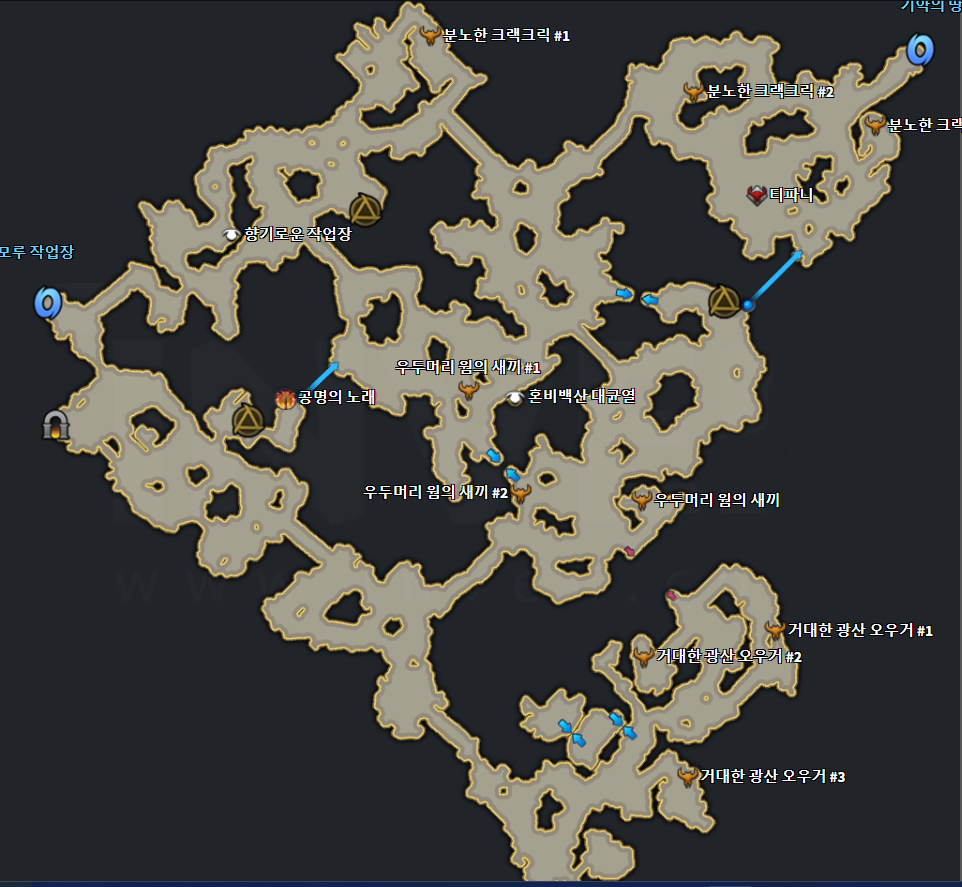 기약의 땅
분노한 크랙크릭 #1
분노한 크랙크릭 #2
분노한 크랙
티파니
향기로운 작업장
모루 작업장
우두머리 웜의 새끼 #1
공명의 노래
혼비백산 대균열
우두머리 웜의 새끼 #2
우두머리 웜의 새끼
거대한 광산 오우거 #1
거대한 광산 오우거 #2
거대한 광산 오우거 #3